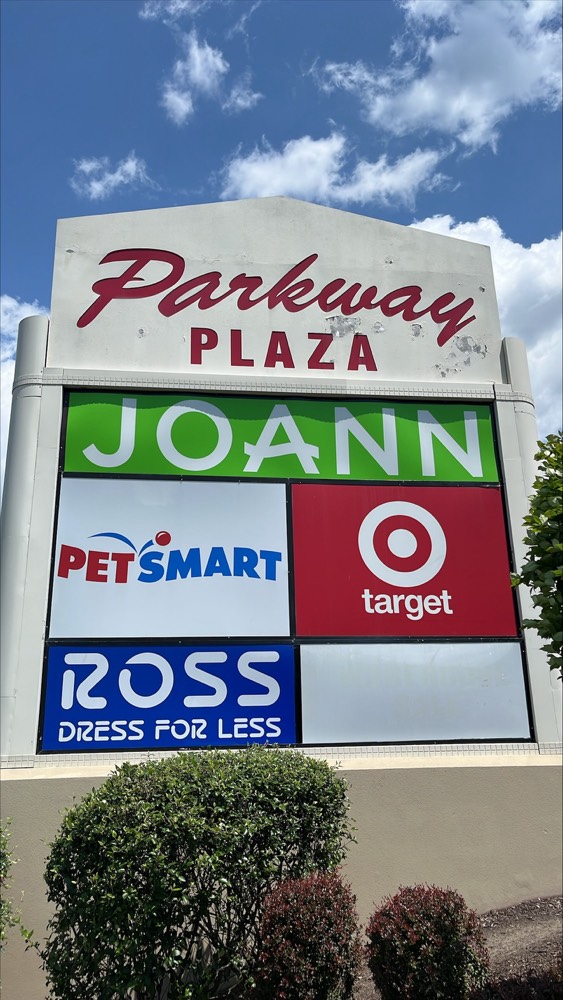 Parkway
PLAZA
JOANN
PETSMART
target
ROSS
DRESS FOR LESS